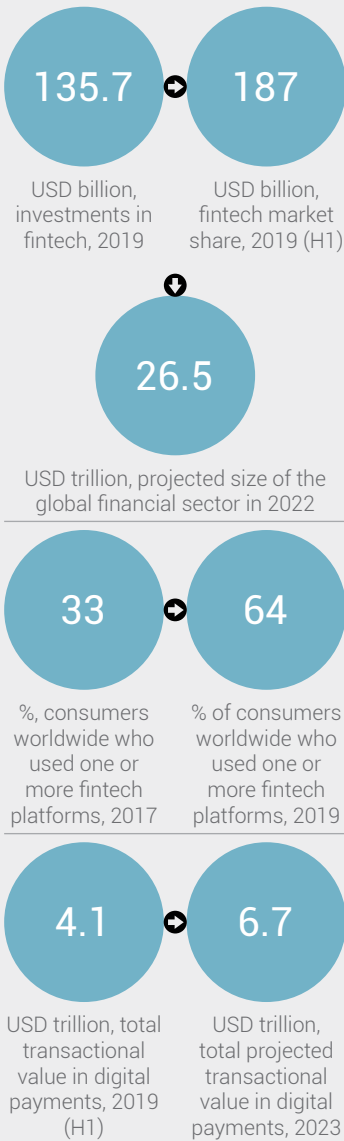 135.7
USD billion,
investments in
fintech, 2019
187
USD billion,
fintech market
share, 2019 (H1)
26.5
USD trillion, projected size of the
global financial sector in 2022
33
%, consumers
worldwide who
used one or
more fintech
platforms, 2017
64
% of consumers
worldwide who
used one or
more fintech
platforms, 2019
4.1
USD trillion, total
transactional
value in digital
payments, 2019
(H1)
6.7
USD trillion,
total projected
transactional
value in digital
payments, 2023